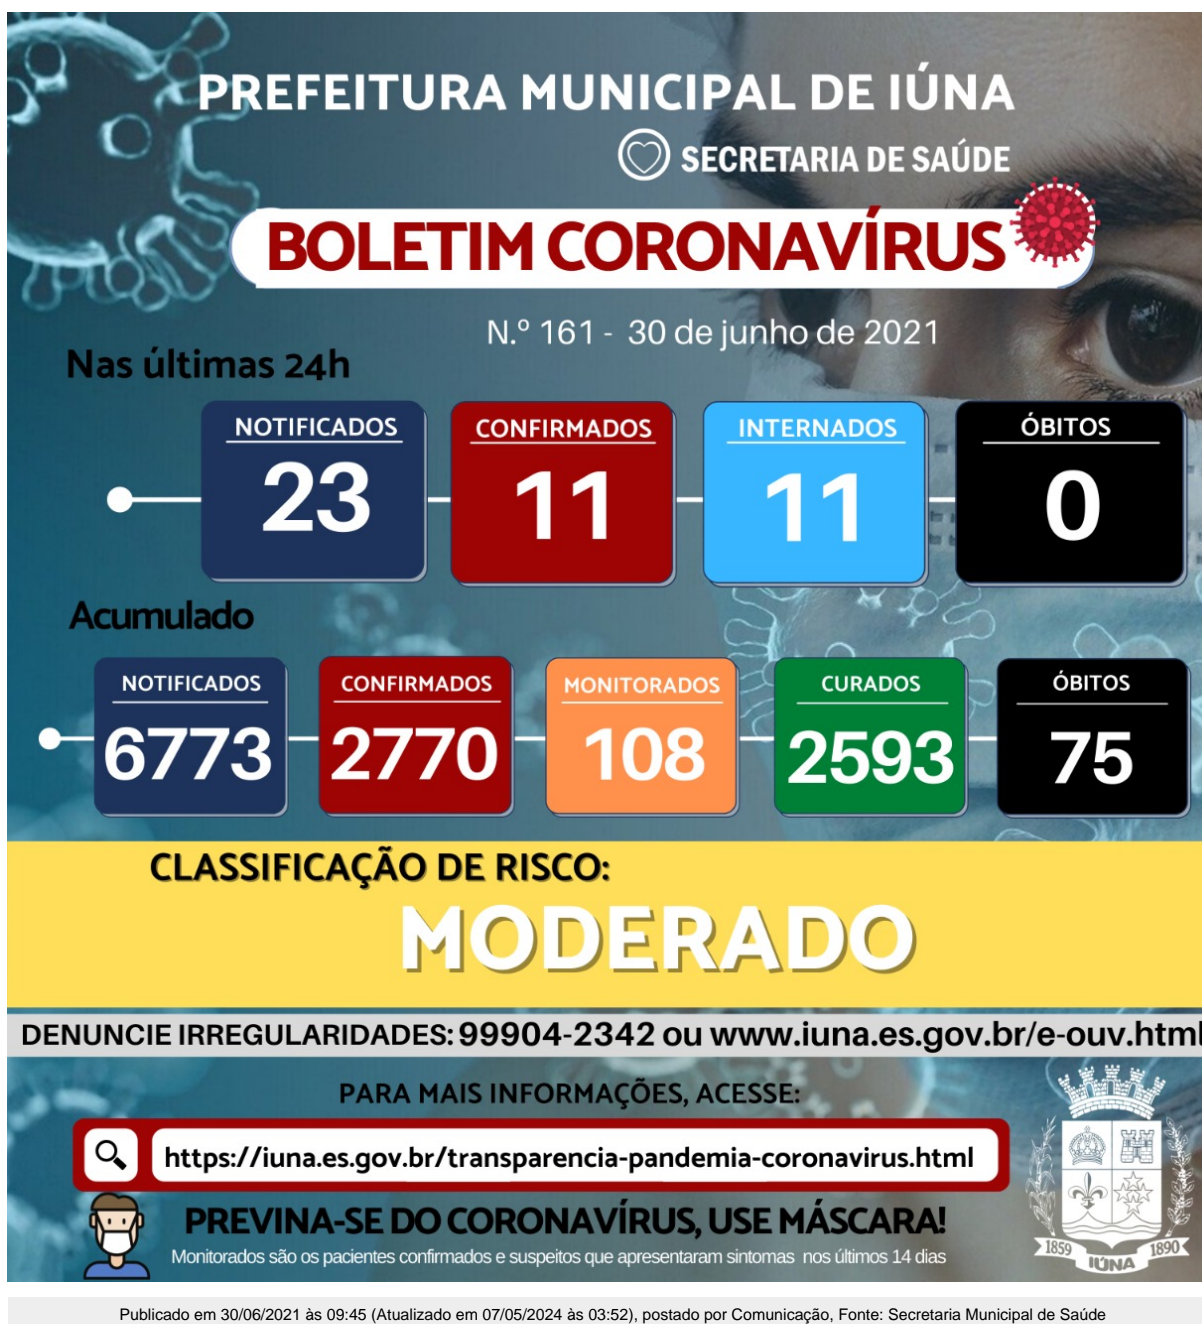 PREFEITURA MUNICIPAL DE IÚNA
SECRETARIA DE SAÚDE
BOLETIM CORONAVÍRUS
N.º 161 - 30 de junho de 2021
Nas últimas 24h
NOTIFICADOS CONFIRMADOS INTERNADOS ÓBITOS
23 11 11 0
Acumulado
NOTIFICADOS CONFIRMADOS MONITORADOS CURADOS ÓBITOS
6773 2770 108 2593 75
CLASSIFICAÇÃO DE RISCO:
MODERADO
DENUNCIE IRREGULARIDADES: 99904-2342 ou www.iuna.es.gov.br/e-ouv.html
PARA MAIS INFORMAÇÕES, ACESSE:
https://iuna.es.gov.br/transparencia-pandemia-coronavirus.html
PREVINA-SE DO CORONAVÍRUS, USE MÁSCARA!
Monitorados são os pacientes confirmados e suspeitos que apresentaram sintomas nos últimos 14 dias
1859 IÚNA 1890
Publicado em 30/06/2021 às 09:45 (Atualizado em 07/05/2024 às 03:52), postado por Comunicação, Fonte: Secretaria Municipal de Saúde